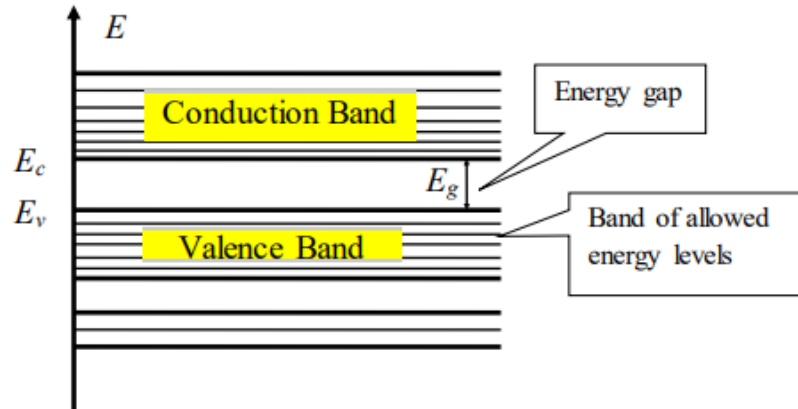 E
Conduction Band
Energy gap
E_c
E_g
E_v
Valence Band
Band of allowed
energy levels